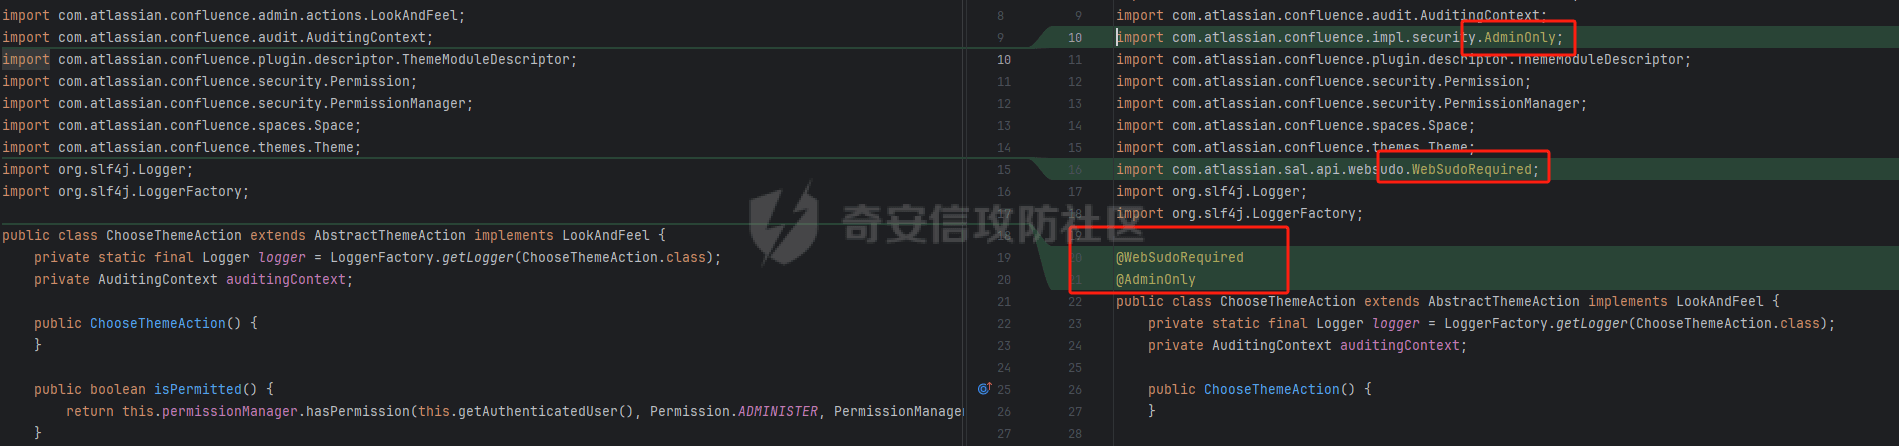 import com.atlassian.confluence.admin.actions.LookAndFeel;
import com.atlassian.confluence.audit.AuditingContext;
import com.atlassian.confluence.plugin.descriptor.ThemeModuleDescriptor;
import com.atlassian.confluence.security.Permission;
import com.atlassian.confluence.security.PermissionManager;
import com.atlassian.confluence.spaces.Space;
import com.atlassian.confluence.themes.Theme;
import org.slf4j.Logger;
import org.slf4j.LoggerFactory;
public class ChooseThemeAction extends AbstractThemeAction implements LookAndFeel {
private static final Logger logger = LoggerFactory.getLogger(ChooseThemeAction.class);
private AuditingContext auditingContext;
public ChooseThemeAction() {
}
public boolean isPermitted() {
return this.permissionManager.hasPermission(this.getAuthenticatedUser(), Permission.ADMINISTER, PermissionManager
}
8 9 import com.atlassian.confluence.audit.AuditingContext;
9 10 import com.atlassian.confluence.impl.security.AdminOnly;
10 11 import com.atlassian.confluence.plugin.descriptor.ThemeModuleDescriptor;
11 12 import com.atlassian.confluence.security.Permission;
12 13 import com.atlassian.confluence.security.PermissionManager;
13 14 import com.atlassian.confluence.spaces.Space;
14 15 import com.atlassian.confluence.themes.Theme;
15 16 import com.atlassian.sal.api.websudo.WebSudoRequired;
16 17 import org.slf4j.Logger;
17 18 import org.slf4j.LoggerFactory;
18 19
19 20 @WebSudoRequired
20 21 @AdminOnly
21 22 public class ChooseThemeAction extends AbstractThemeAction implements LookAndFeel {
22 23 private static final Logger logger = LoggerFactory.getLogger(ChooseThemeAction.class);
23 24 private AuditingContext auditingContext;
24 25
25 26 public ChooseThemeAction() {
26 27 }
27 28
奇安信攻防社区